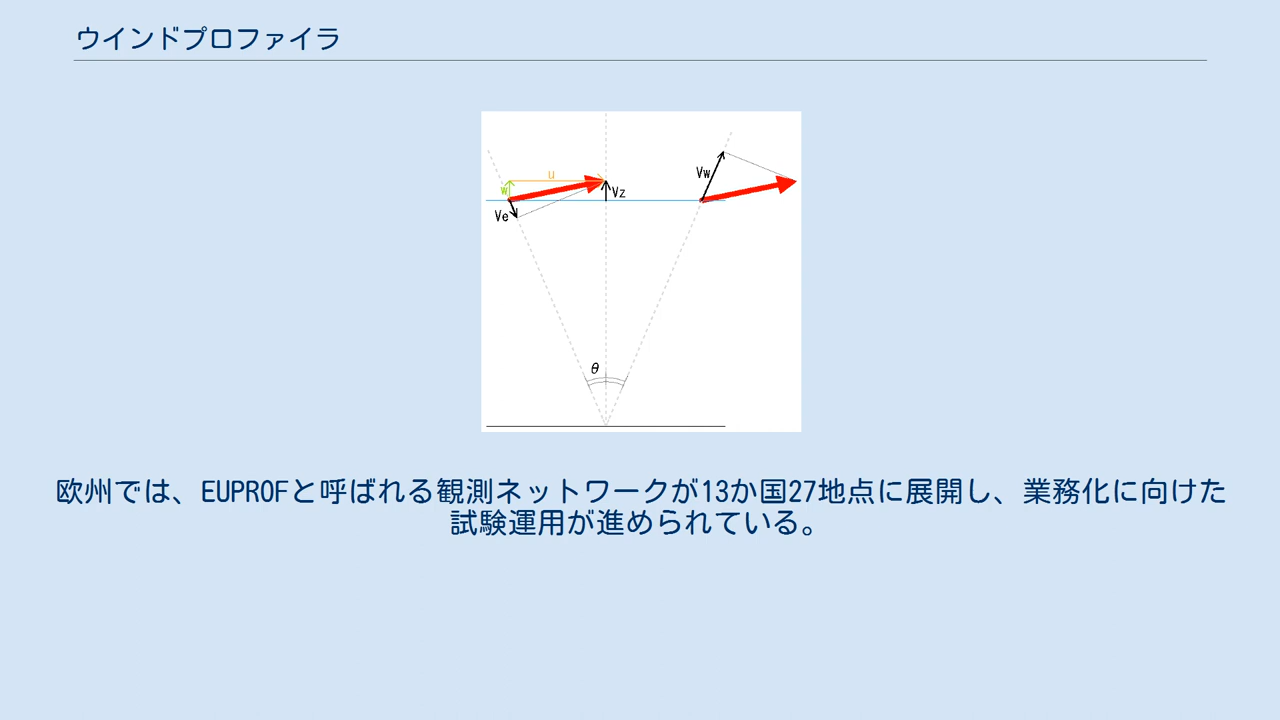 ウインドプロファイラ
u
w
Vz
Ve
Vw
θ
欧州では、EUPROFと呼ばれる観測ネットワークが13か国27地点に展開し、業務化に向けた
試験運用が進められている。